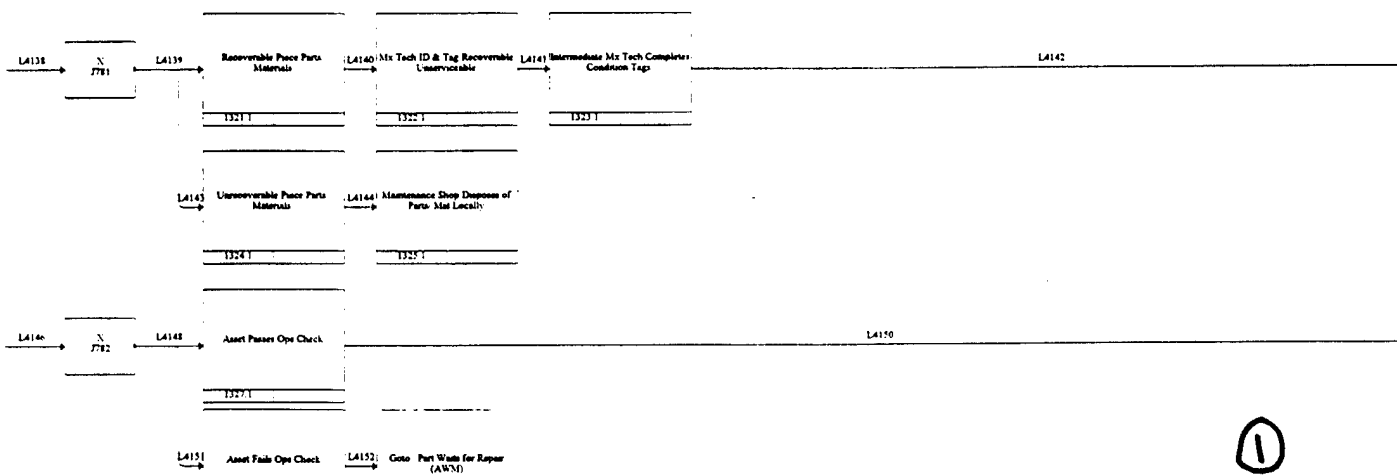 L4138
X
J781
L4139
Recoverable Piece Parts
Materials
1321.1
L4140
Mx Tech ID & Tag Recoverable
Unserviceable
1322.1
L4141
Intermediate Mx Tech Completes
Condition Tags
1323.1
L4142
L4143
Unrecoverable Piece Parts
Materials
1324.1
L4144
Maintenance Shop Disposes of
Parts/Mat Locally
1325.1
L4146
X
J782
L4148
Asset Passes Ops Check
1327.1
L4150
L4151
Asset Fails Ops Check
L4152
Goto Part Waits for Repair
(AWM)
1